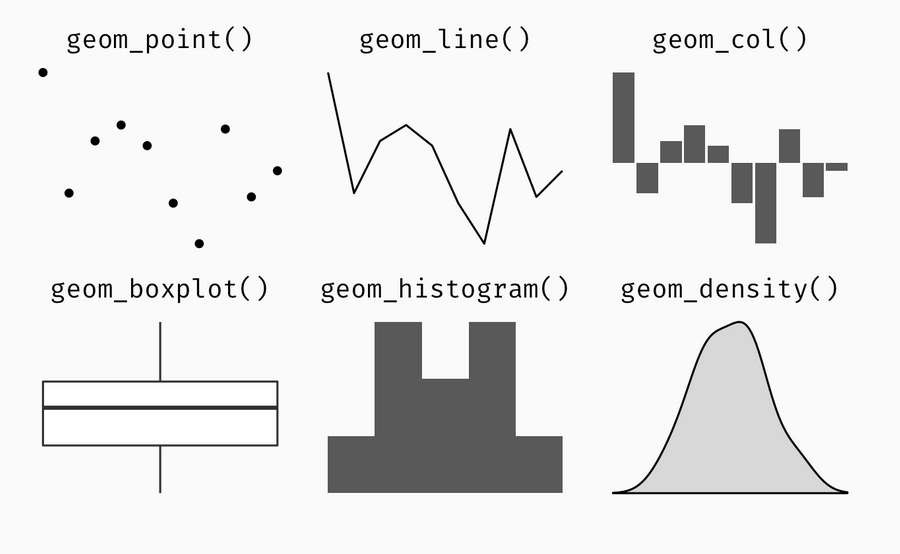 geom_point()
geom_line()
geom_col()
geom_boxplot()
geom_histogram()
geom_density()